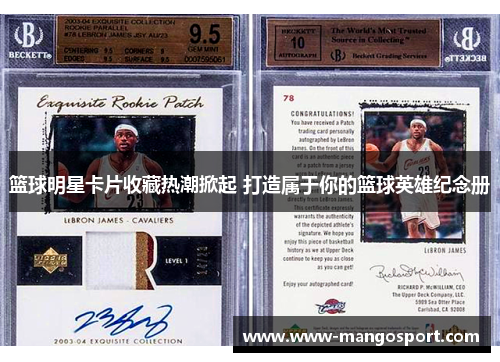 BECKETT
2003-04 EXQUISITE COLLECTION
ROOKIE PARALLEL
#78 LEBRON JAMES JSY AU/23
CENTERING 9.5 CORNERS
EDGES 9.5 SURFACE 9.5
9.5
GEM MINT
0007595061
Exquisite Rookie Patch
LEBRON JAMES - CAVALIERS
UPPER DECK
LEVEL 1
2003-04 EXQUISITE COLLECTION
BECKETT
10
AUTOGRAPH
The World's Most Trusted
Source in Collecting™
Beckett Grading Services
BECKETT
78
CONGRATULATIONS!
You have received a Patch
trading card personally
autographed by LeBron
James. On the front of this
card is an authentic piece
of a patch from a jersey
directly from LeBron James.
This certificate expressly
warrants the authenticity
of the depicted athlete's
signature. We hope you
enjoy this piece of basketball
history as we at Upper Deck
continue to keep you as close
as you can get!
Enjoy your autographed card!
LEBRON JAMES
Richard McWilliam
RICHARD P. McWILLIAM, CEO
The Upper Deck Company, LLC.
5909 Sea Otter Place
Carlsbad, CA 92008
CAVALIERS
篮球明星卡片收藏热潮掀起 打造属于你的篮球英雄纪念册
www-mangosport.com